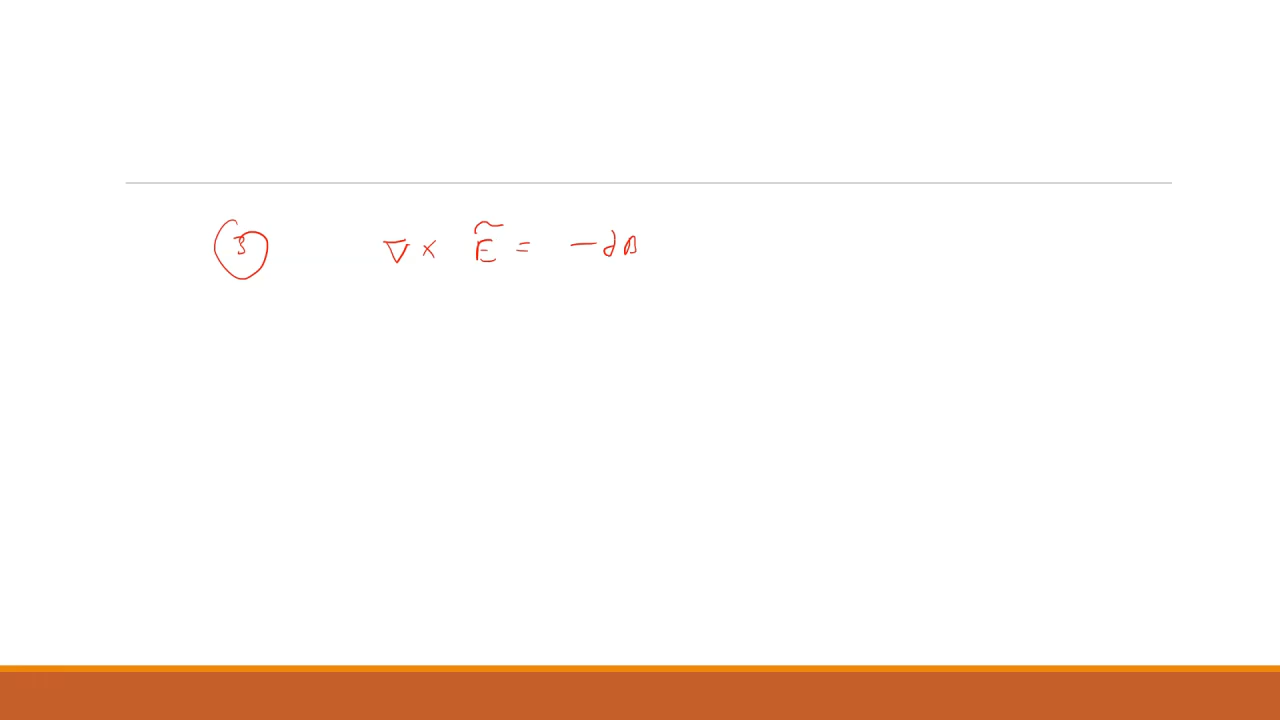 3 ∇ × Ẽ = -∂B